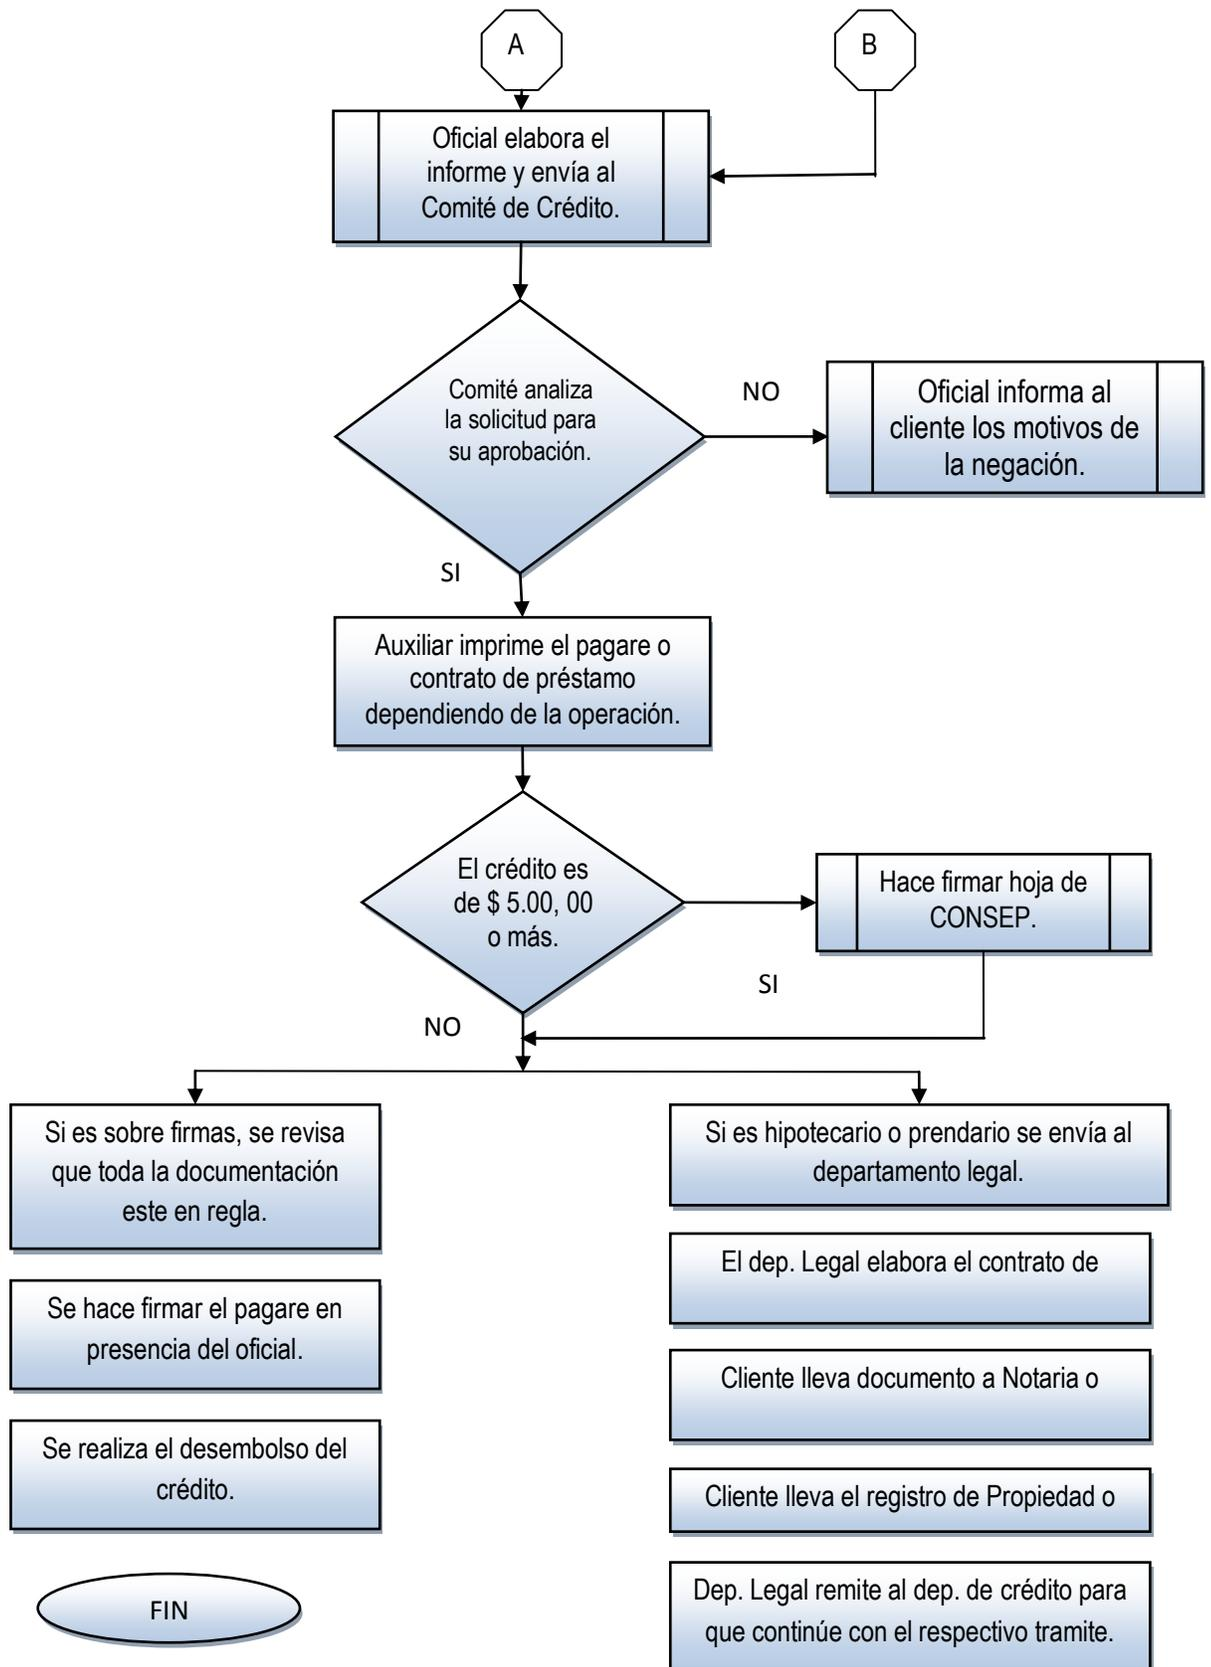 A
B
Oficial elabora el
informe y envía al
Comité de Crédito.
Comité analiza
la solicitud para
su aprobación.
NO
Oficial informa al
cliente los motivos de
la negación.
SI
Auxiliar imprime el pagare o
contrato de préstamo
dependiendo de la operación.
El crédito es
de $ 5.00, 00
o más.
Hace firmar hoja de
CONSEP.
SI
NO
Si es sobre firmas, se revisa
que toda la documentación
este en regla.
Se hace firmar el pagare en
presencia del oficial.
Se realiza el desembolso del
crédito.
FIN
Si es hipotecario o prendario se envía al
departamento legal.
El dep. Legal elabora el contrato de
Cliente lleva documento a Notaria o
Cliente lleva el registro de Propiedad o
Dep. Legal remite al dep. de crédito para
que continúe con el respectivo tramite.